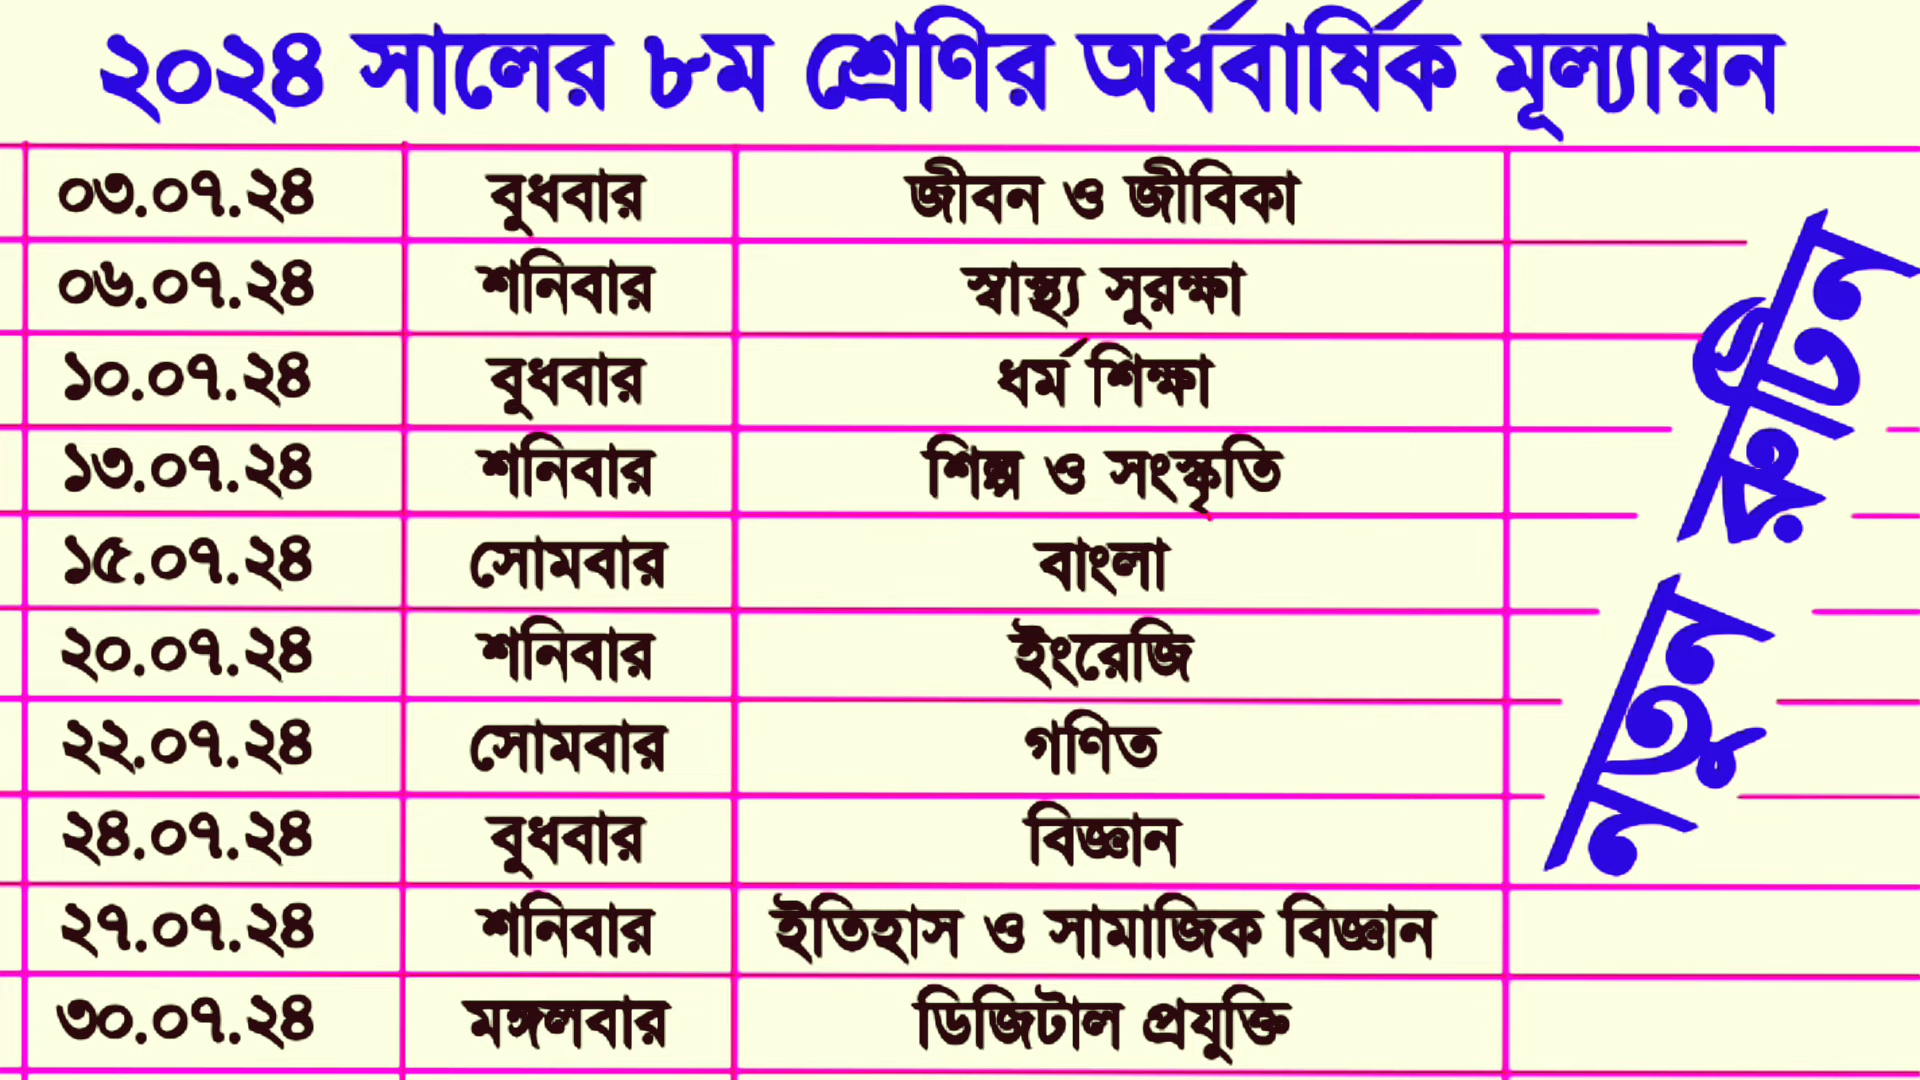 ২০২৪ সালের ৮ম শ্রেণির অর্ধবার্ষিক মূল্যায়ন
০৩.০৭.২৪ বুধবার জীবন ও জীবিকা
০৬.০৭.২৪ শনিবার স্বাস্থ্য সুরক্ষা
১০.০৭.২৪ বুধবার ধর্ম শিক্ষা
১৩.০৭.২৪ শনিবার শিল্প ও সংস্কৃতি
১৫.০৭.২৪ সোমবার বাংলা
২০.০৭.২৪ শনিবার ইংরেজি
২২.০৭.২৪ সোমবার গণিত
২৪.০৭.২৪ বুধবার বিজ্ঞান
২৭.০৭.২৪ শনিবার ইতিহাস ও সামাজিক বিজ্ঞান
৩০.০৭.২৪ মঙ্গলবার ডিজিটাল প্রযুক্তি
নতুন রুটিন